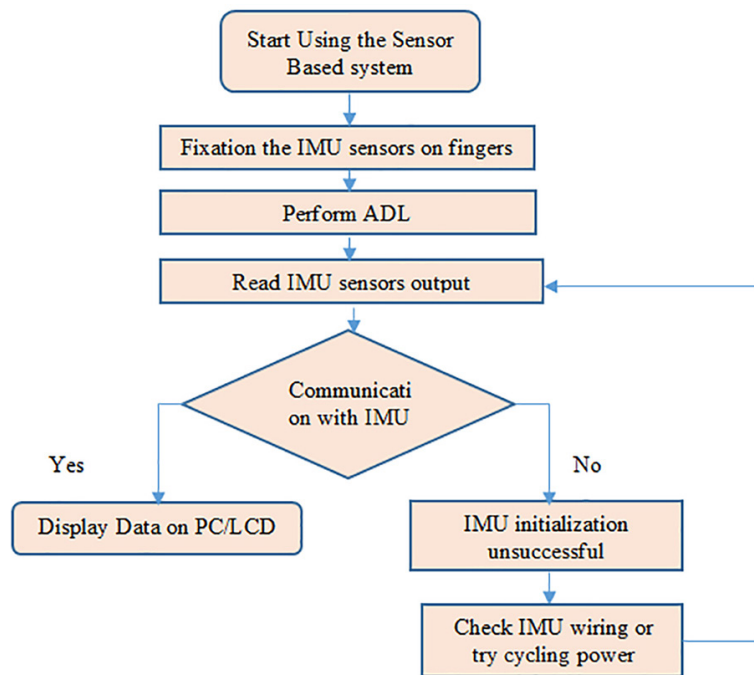 Start Using the Sensor
Based system
Fixation the IMU sensors on fingers
Perform ADL
Read IMU sensors output
Communicati
on with IMU
Yes
No
Display Data on PC/LCD
IMU initialization
unsuccessful
Check IMU wiring or
try cycling power